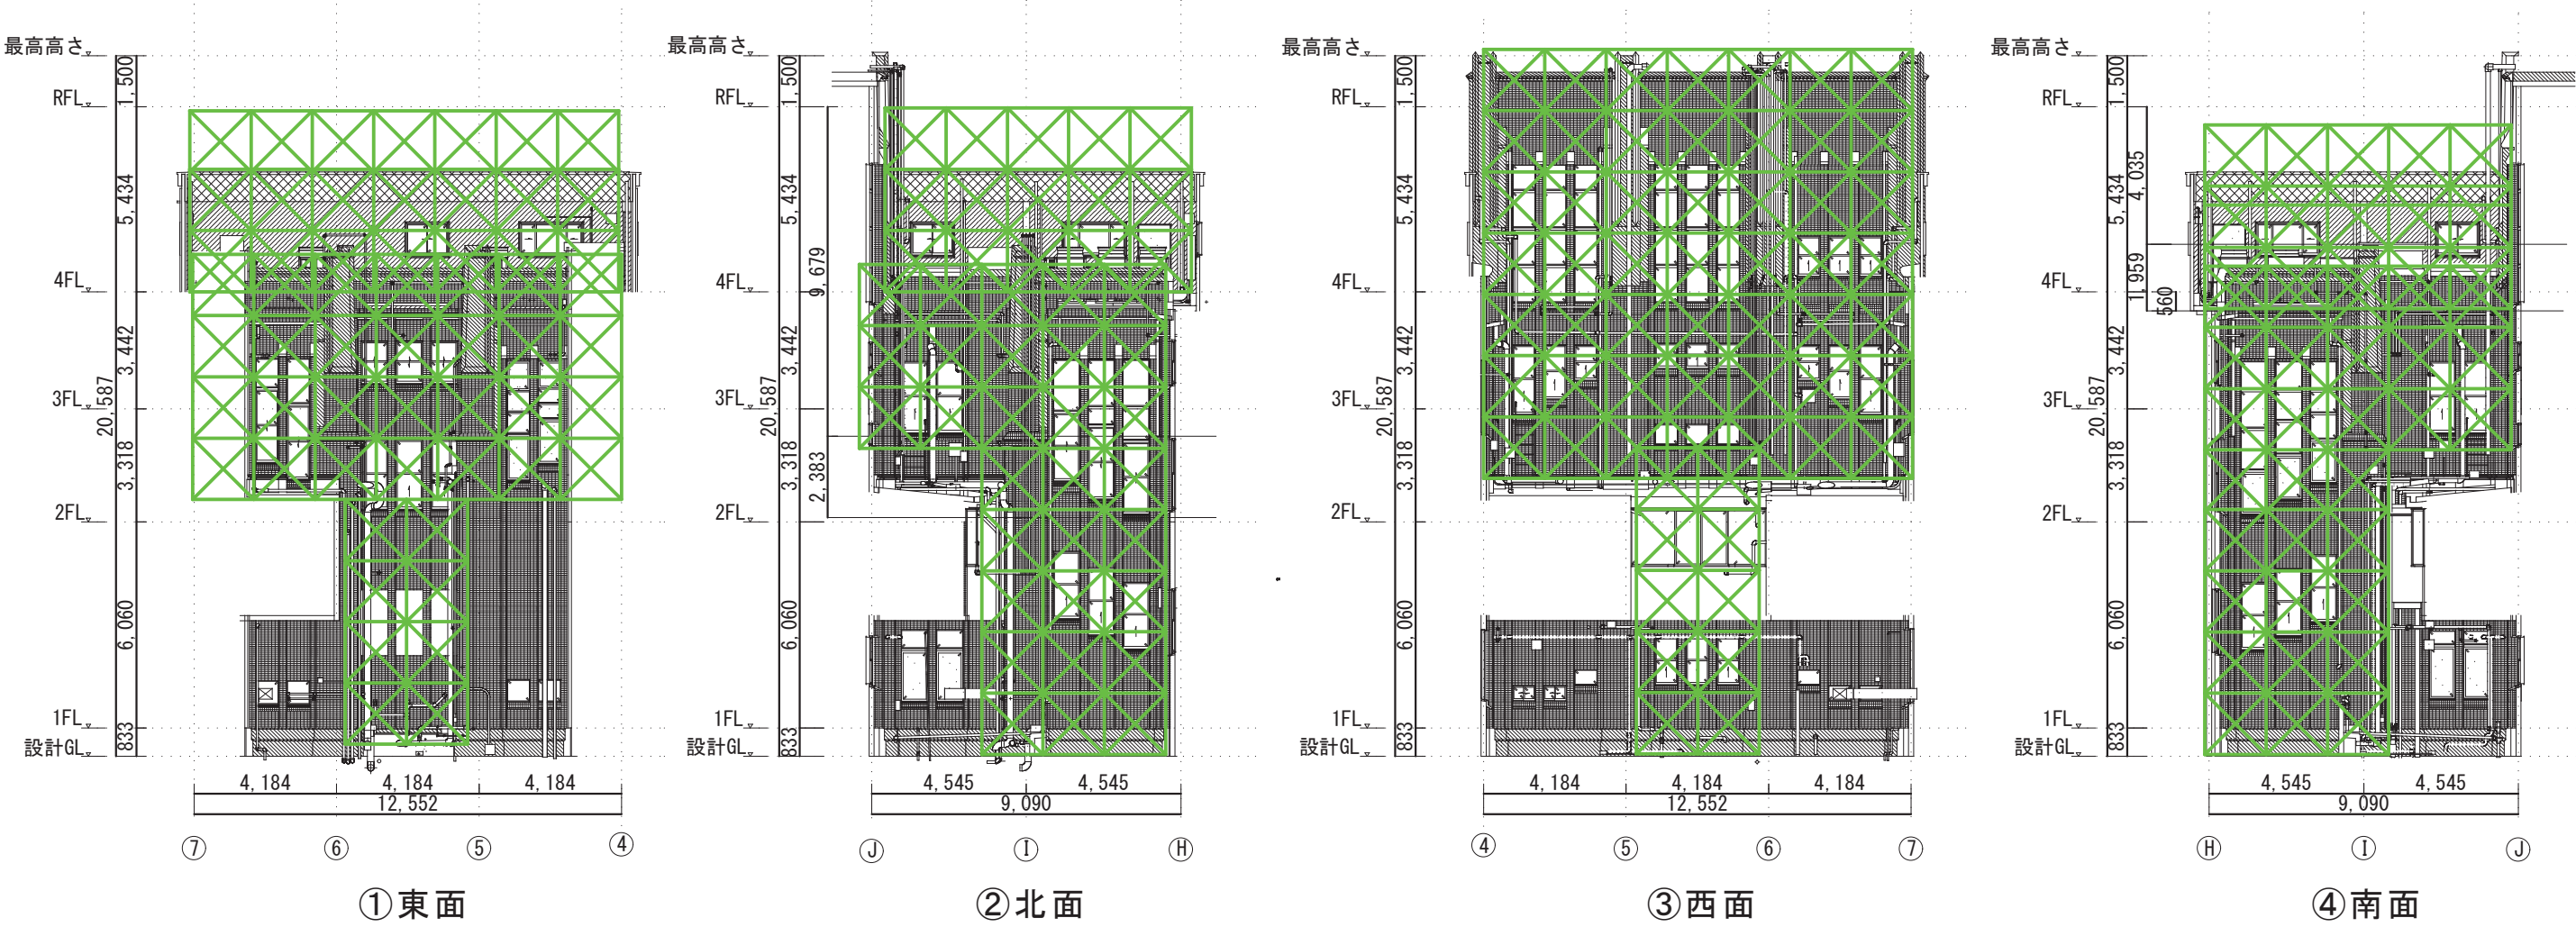 最高高さ
RFL
4FL
3FL
2FL
1FL
設計GL
1,500
5,434
3,442
3,318
6,060
833
20,587
4,184
4,184
4,184
12,552
⑦
⑥
⑤
④
①東面
最高高さ
RFL
4FL
3FL
2FL
1FL
設計GL
1,500
5,434
3,442
3,318
6,060
833
20,587
9,679
2,383
4,545
4,545
9,090
Ⓙ
Ⓘ
Ⓗ
②北面
最高高さ
RFL
4FL
3FL
2FL
1FL
設計GL
1,500
5,434
3,442
3,318
6,060
833
20,587
4,184
4,184
4,184
12,552
④
⑤
⑥
⑦
③西面
最高高さ
RFL
4FL
3FL
2FL
1FL
設計GL
1,500
5,434
3,442
3,318
6,060
833
20,587
4,035
1,959
560
4,545
4,545
9,090
Ⓗ
Ⓘ
Ⓙ
④南面